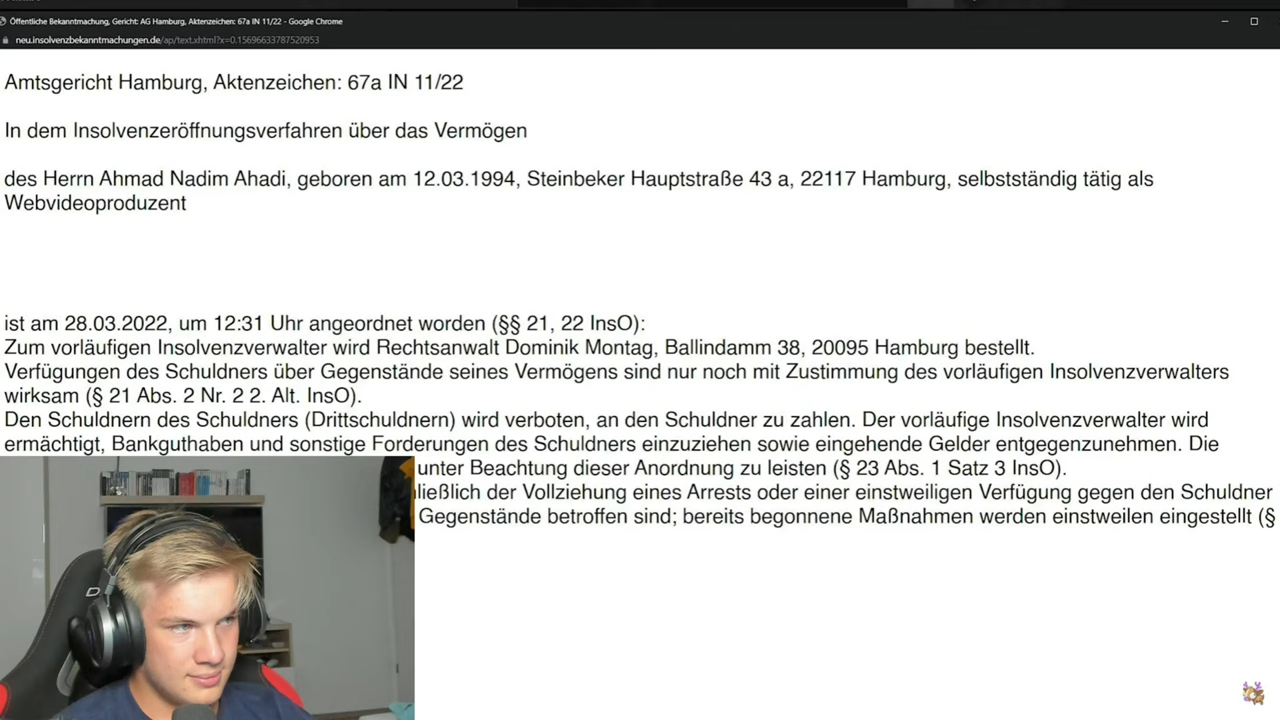 Öffentliche Bekanntmachung, Gericht: AG Hamburg, Aktenzeichen: 67a IN 11/22 - Google Chrome
neu.insolvenzbekanntmachungen.de/ap/text.xhtml?x=0.15696633787520953
Amtsgericht Hamburg, Aktenzeichen: 67a IN 11/22
In dem Insolvenzeröffnungsverfahren über das Vermögen
des Herrn Ahmad Nadim Ahadi, geboren am 12.03.1994, Steinbeker Hauptstraße 43 a, 22117 Hamburg, selbstständig tätig als
Webvideoproduzent
ist am 28.03.2022, um 12:31 Uhr angeordnet worden (§§ 21, 22 InsO):
Zum vorläufigen Insolvenzverwalter wird Rechtsanwalt Dominik Montag, Ballindamm 38, 20095 Hamburg bestellt.
Verfügungen des Schuldners über Gegenstände seines Vermögens sind nur noch mit Zustimmung des vorläufigen Insolvenzverwalters
wirksam (§ 21 Abs. 2 Nr. 2 2. Alt. InsO).
Den Schuldnern des Schuldners (Drittschuldnern) wird verboten, an den Schuldner zu zahlen. Der vorläufige Insolvenzverwalter wird
ermächtigt, Bankguthaben und sonstige Forderungen des Schuldners einzuziehen sowie eingehende Gelder entgegenzunehmen. Die
unter Beachtung dieser Anordnung zu leisten (§ 23 Abs. 1 Satz 3 InsO).
ließlich der Vollziehung eines Arrests oder einer einstweiligen Verfügung gegen den Schuldner
Gegenstände betroffen sind; bereits begonnene Maßnahmen werden einstweilen eingestellt (§